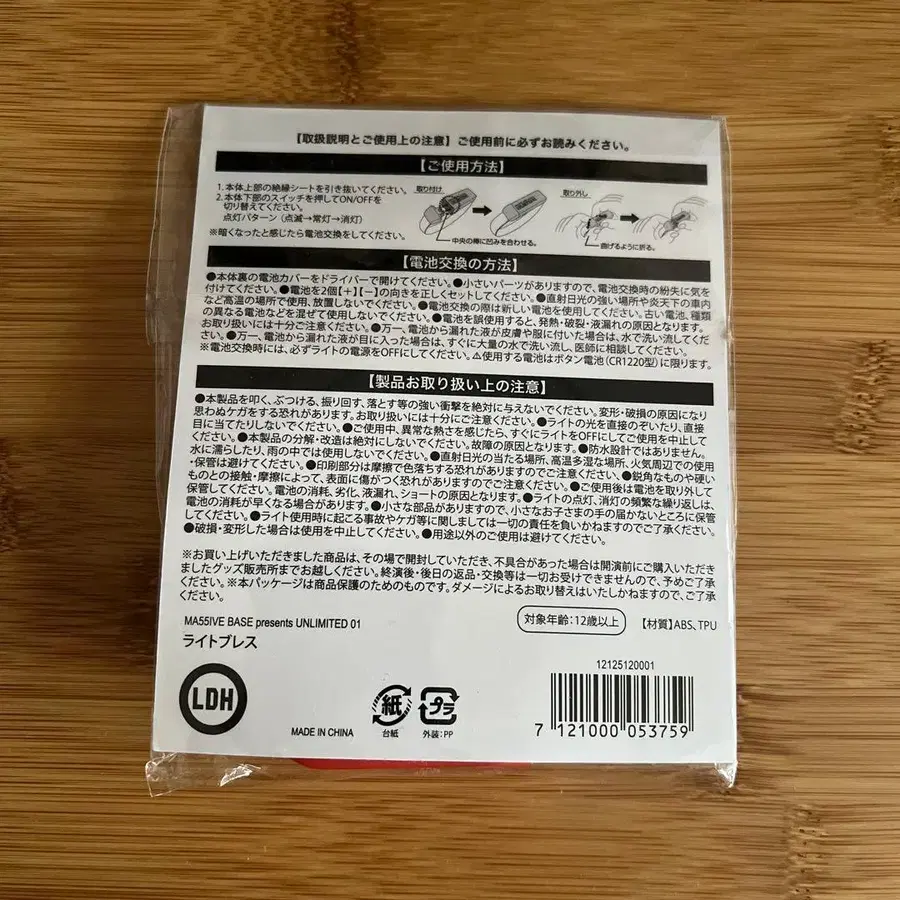 【取扱説明とご使用上の注意】ご使用前に必ずお読みください。
【ご使用方法】
1.本体上部の絶縁シートを引き抜いてください。
2.本体下部のスイッチを押してON/OFFを
切り替えてください。
点灯パターン（点滅→常灯→消灯）
※暗くなったと感じたら電池交換をしてください。
取り付け
中央の棒に凹みを合わせる。
取り外し
曲げるように折る。
【電池交換の方法】
●本体裏の電池カバーをドライバーで開けてください。●小さいパーツがありますので、電池交換時の紛失に気を
付けてください。●電池を2個【+】【−】の向きを正しくセットしてください。●直射日光の強い場所や炎天下の車内
など高温の場所で使用、放置しないでください。●電池交換の際は新しい電池を使用してください。古い電池、種類
の異なる電池などを混ぜて使用しないでください。●電池を誤使用すると、発熱・破裂・液漏れの原因となります。
お取り扱いには十分ご注意ください。●万一、電池から漏れた液が皮膚や服に付いた場合は、水で洗い流してくだ
さい。●万一、電池から漏れた液が目に入った場合は、すぐに大量の水で洗い流し、医師に相談してください。
※電池交換時には、必ずライトの電源をOFFにしてください。⚠使用する電池はボタン電池（CR1220型）に限ります。
【製品お取り扱い上の注意】
●本製品を叩く、ぶつける、振り回す、落とす等の強い衝撃を絶対に与えないでください。変形・破損の原因になり
思わぬケガをする恐れがあります。お取り扱いには十分にご注意ください。●ライトの光を直接のぞいたり、直接
目に当てたりしないでください。●ご使用中、異常な熱さを感じたら、すぐにライトをOFFにしてご使用を中止して
ください。●本製品の分解・改造は絶対にしないでください。故障の原因となります。●防水設計ではありません。
水に濡らしたり、雨の中では使用しないでください。●直射日光の当たる場所、高温多湿な場所、火気周辺での使用
・保管は避けてください。●印刷部分は摩擦で色落ちする恐れがありますのでご注意ください。●鋭角なものや硬い
ものとの接触・摩擦によって、表面に傷がつく恐れがありますのでご注意ください。●ご使用後は電池を取り外して
保管してください。電池の消耗、劣化、液漏れ、ショートの原因となります。●ライトの点灯、消灯の頻繁な繰り返しは、
電池の消耗が早くなる場合があります。●小さな部品がありますので、小さなお子さまの手の届かないところに保管
してください。●ライト使用時に起こる事故やケガ等に関しましては一切の責任を負いかねますのでご了承ください。
●破損・変形した場合は使用を中止してください。●用途以外のご使用は避けてください。
※お買い上げいただきました商品は、その場で開封していただき、不具合があった場合は開演前にご購入いただき
ましたグッズ販売所までお越しください。終演後・後日の返品・交換等は一切お受けできませんので、予めご了承
ください。※本パッケージは商品保護のためのものです。ダメージによるお取り替えはいたしかねますので、ご了承
ください。
MA55IVE BASE presents UNLIMITED 01
ライトブレス
対象年齢：12歳以上
【材質】ABS、TPU
LDH
MADE IN CHINA
紙
台紙
プラ
外装：PP
12125120001
7 121000 053759